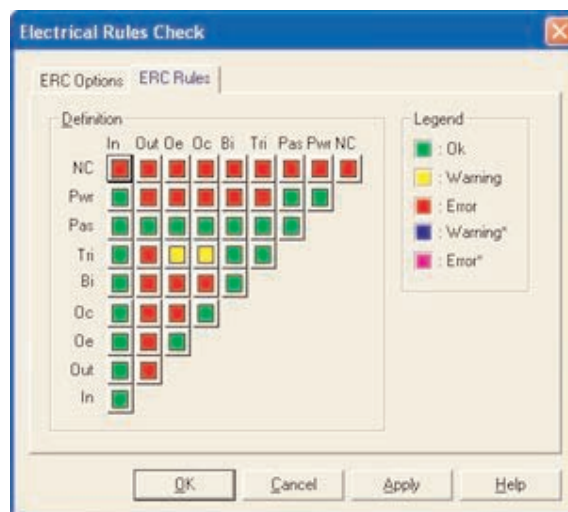 Electrical Rules Check
ERC Options ERC Rules
Definition
In Out Oe Oc Bi Tri Pas Pwr NC
NC
Pwr
Pas
Tri
Bi
Oc
Oe
Out
In
Legend
: Ok
: Warning
: Error
: Warning*
: Error*
OK Cancel Apply Help